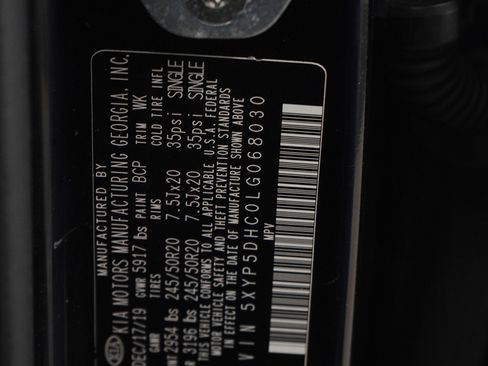 MANUFACTURED BY
KIA MOTORS MANUFACTURING GEORGIA, INC.
DEC/17/19 GVWR 5917 lbs PAINT BCP TRIM WK
TIRES RIMS COLD TIRE INFL
2954 lbs 245/50R20 7.5Jx20 35psi SINGLE
3196 lbs 245/50R20 7.5Jx20 35psi SINGLE
THIS VEHICLE CONFORMS TO ALL APPLICABLE U.S.A. FEDERAL
MOTOR VEHICLE SAFETY AND THEFT PREVENTION STANDARDS
IN EFFECT ON THE DATE OF MANUFACTURE SHOWN ABOVE
VIN 5XYP5DHC0LG068030
MPV
KIA